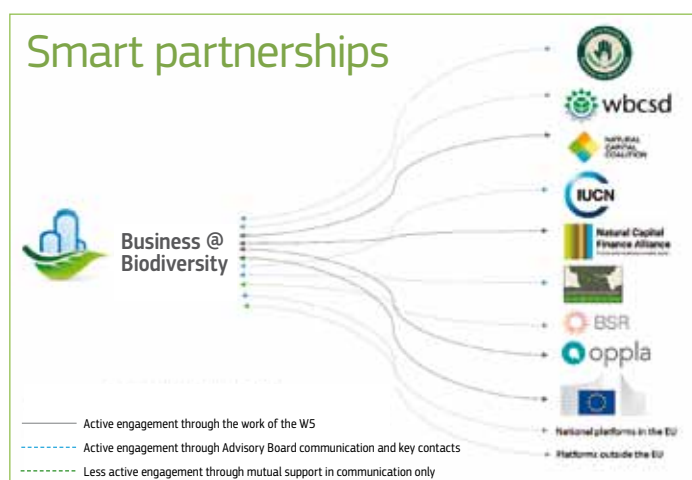 Smart partnerships
wbcsd
NATURAL
CAPITAL
COALITION
IUCN
Business @
Biodiversity
Natural Capital
Finance Alliance
BSR
oppla
National platforms in the EU
Platforms outside the EU
Active engagement through the work of the W5
Active engagement through Advisory Board communication and key contacts
Less active engagement through mutual support in communication only